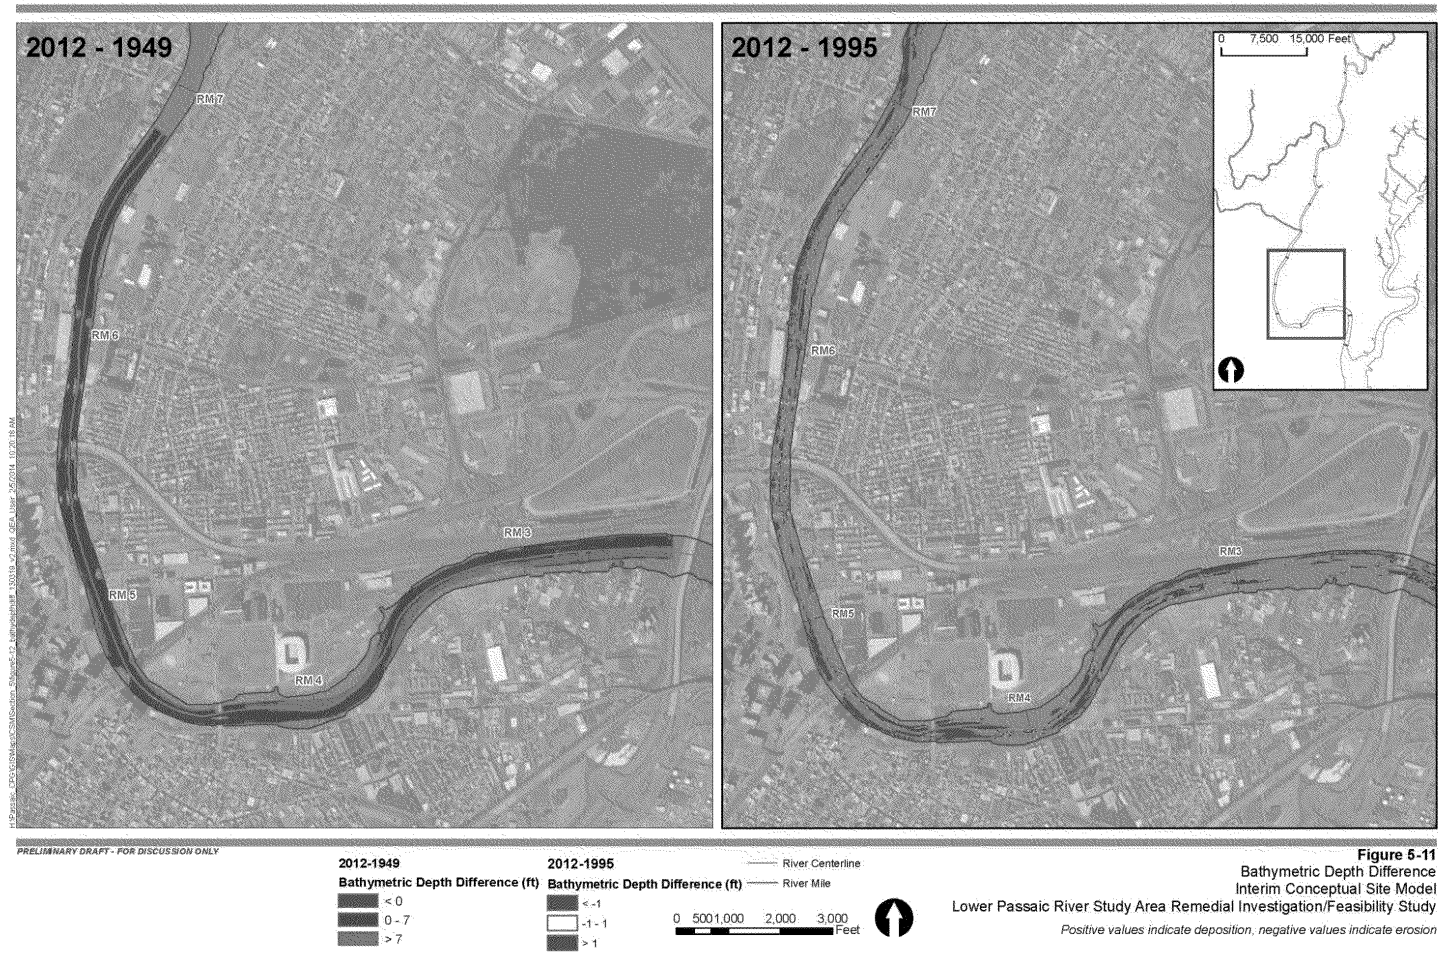 2012 - 1949
RM 7
RM 6
RM 5
RM 4
RM 3
2012 - 1995
RM7
RM6
RM5
RM4
RM3
0 7,500 15,000 Feet
PRELIMINARY DRAFT - FOR DISCUSSION ONLY
2012-1949
Bathymetric Depth Difference (ft)
< 0
0 - 7
> 7
2012-1995
Bathymetric Depth Difference (ft)
< -1
-1 - 1
> 1
River Centerline
River Mile
0 500 1,000 2,000 3,000
Feet
Figure 5-11
Bathymetric Depth Difference
Interim Conceptual Site Model
Lower Passaic River Study Area Remedial Investigation/Feasibility Study
Positive values indicate deposition, negative values indicate erosion